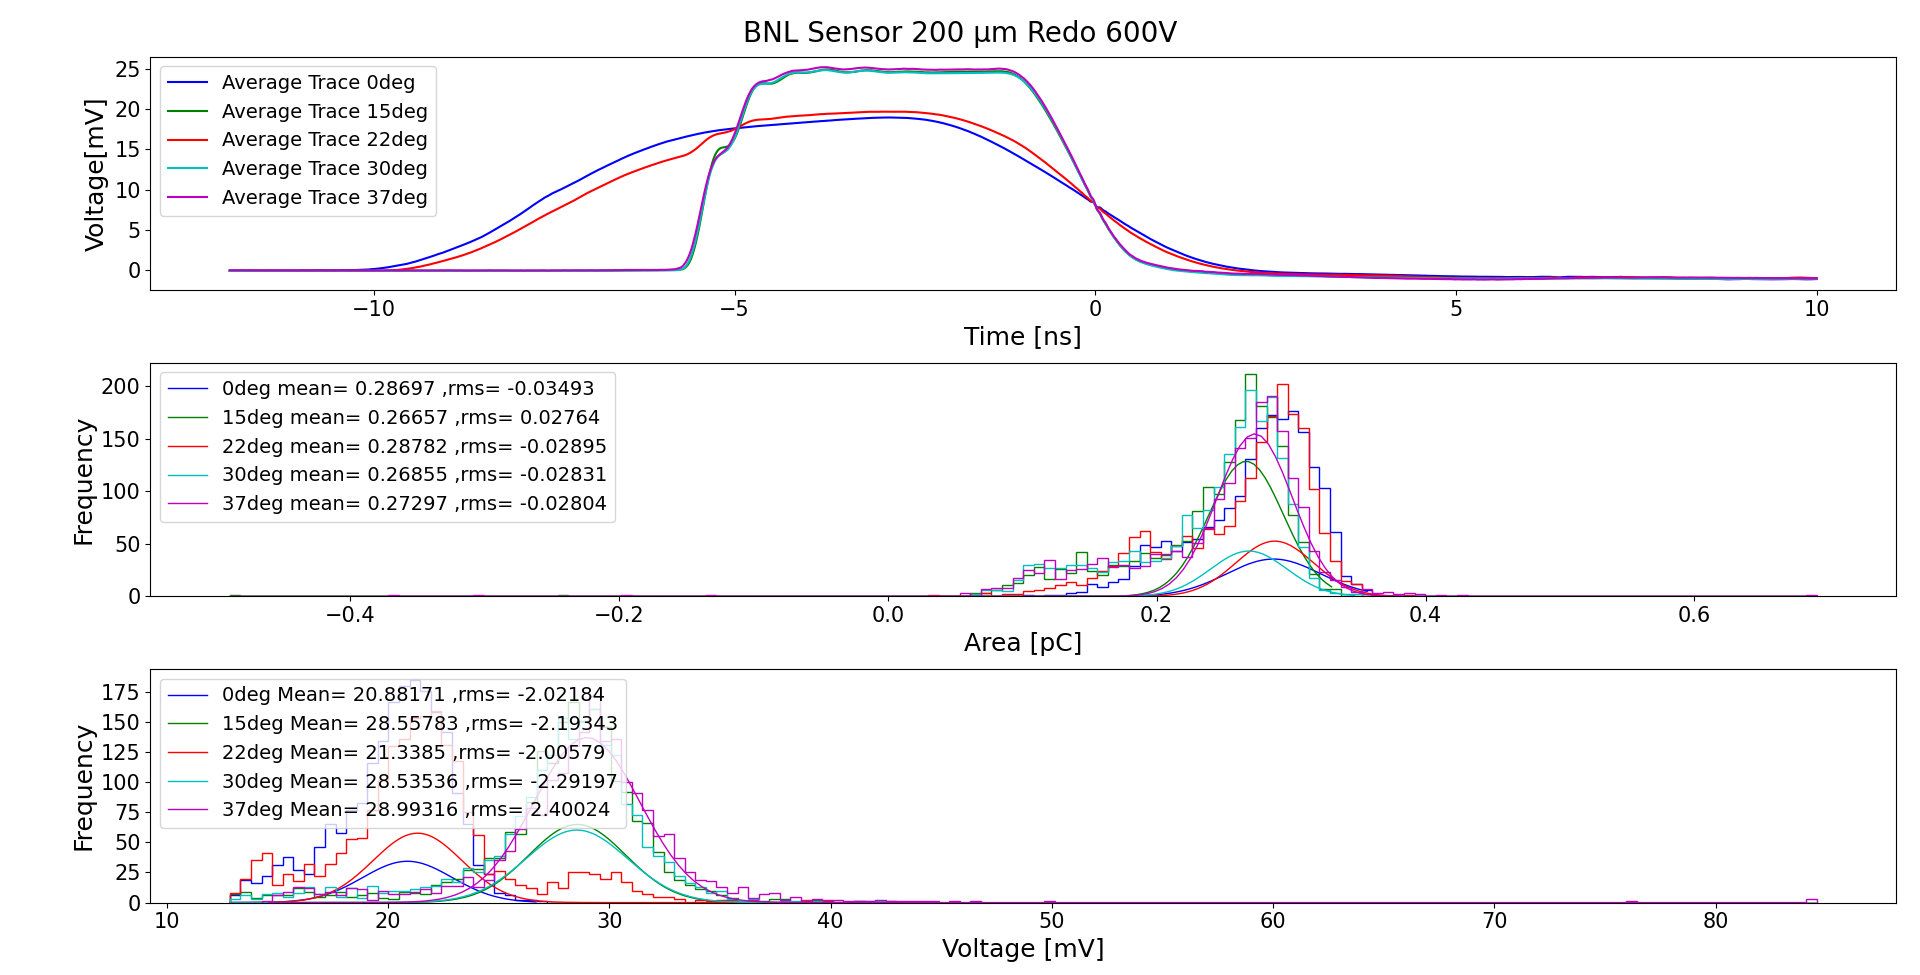 BNL Sensor 200 μm Redo 600V
Average Trace 0deg
Average Trace 15deg
Average Trace 22deg
Average Trace 30deg
Average Trace 37deg
Voltage[mV]
25
20
15
10
5
0
−10
−5
0
5
10
Time [ns]
0deg mean= 0.28697 ,rms= -0.03493
15deg mean= 0.26657 ,rms= 0.02764
22deg mean= 0.28782 ,rms= -0.02895
30deg mean= 0.26855 ,rms= -0.02831
37deg mean= 0.27297 ,rms= -0.02804
Frequency
200
150
100
50
0
−0.4
−0.2
0.0
0.2
0.4
0.6
Area [pC]
0deg Mean= 20.88171 ,rms= -2.02184
15deg Mean= 28.55783 ,rms= -2.19343
22deg Mean= 21.3385 ,rms= -2.00579
30deg Mean= 28.53536 ,rms= -2.29197
37deg Mean= 28.99316 ,rms= 2.40024
Frequency
175
150
125
100
75
50
25
0
10
20
30
40
50
60
70
80
Voltage [mV]